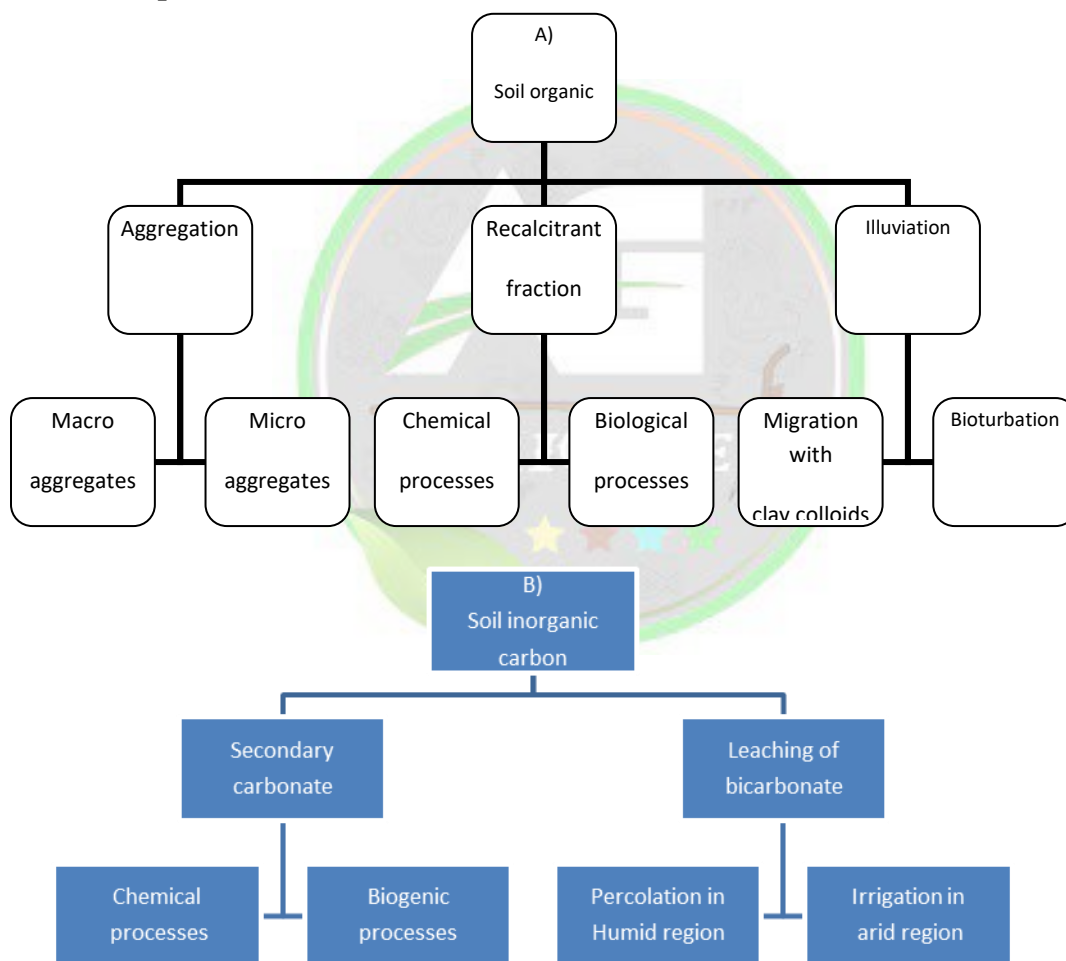 A)
Soil organic
Aggregation
Recalcitrant
fraction
Illuviation
Macro
aggregates
Micro
aggregates
Chemical
processes
Biological
processes
Migration
with
clay colloids
Bioturbation
B)
Soil inorganic
carbon
Secondary
carbonate
Leaching of
bicarbonate
Chemical
processes
Biogenic
processes
Percolation in
Humid region
Irrigation in
arid region